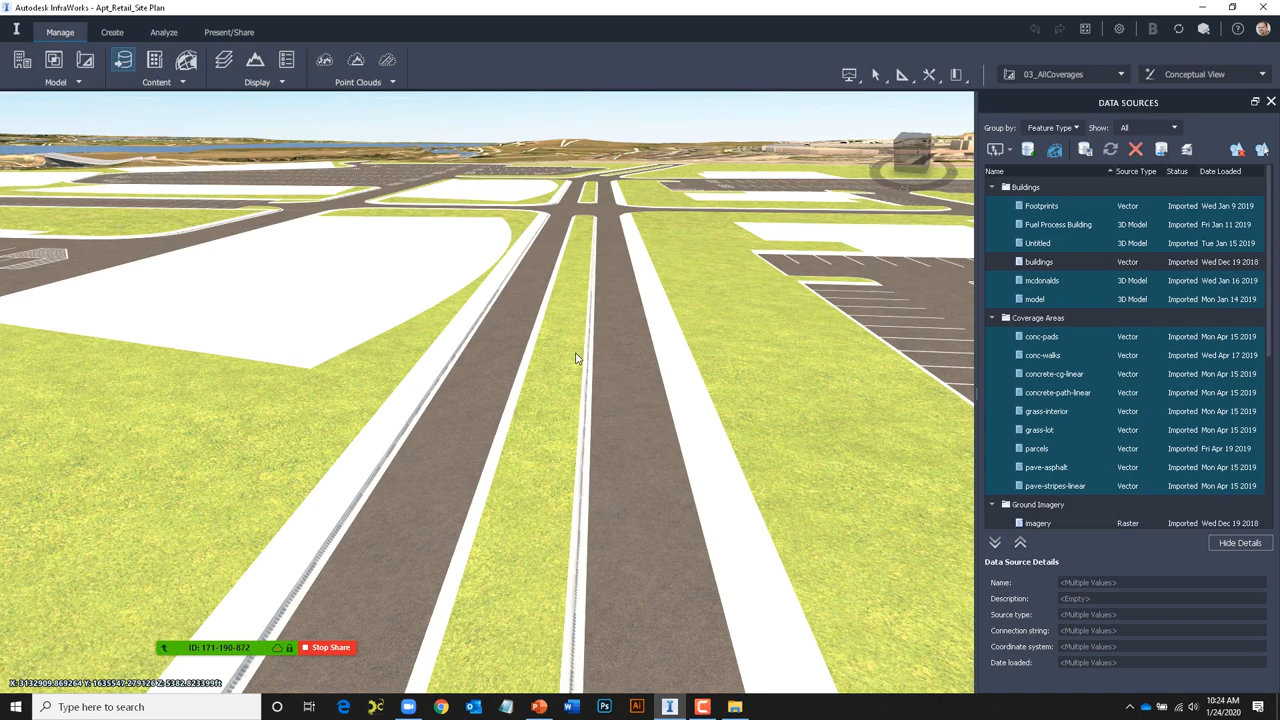 Autodesk InfraWorks - Apt_Retail_Site Plan
Manage
Create
Analyze
Present/Share
Model
Content
Display
Point Clouds
03_AllCoverages
Conceptual View
DATA SOURCES
Group by: Feature Type Show: All
Name Source Type Status Date Loaded
Buildings
Footprints Vector Imported Wed Jan 9 2019
Fuel Process Building 3D Model Imported Fri Jan 11 2019
Untitled 3D Model Imported Tue Jan 15 2019
buildings Vector Imported Wed Dec 19 2018
mcdonalds 3D Model Imported Wed Jan 16 2019
model 3D Model Imported Mon Jan 14 2019
Coverage Areas
conc-pads Vector Imported Mon Apr 15 2019
conc-walks Vector Imported Wed Apr 17 2019
concrete-cg-linear Vector Imported Mon Apr 15 2019
concrete-path-linear Vector Imported Mon Apr 15 2019
grass-interior Vector Imported Mon Apr 15 2019
grass-lot Vector Imported Mon Apr 15 2019
parcels Vector Imported Fri Apr 19 2019
pave-asphalt Vector Imported Mon Apr 15 2019
pave-stripes-linear Vector Imported Mon Apr 15 2019
Ground Imagery
imagery Raster Imported Wed Dec 19 2018
Hide Details
Data Source Details
Name: <Multiple Values>
Description: <Empty>
Source type: <Multiple Values>
Connection string: <Multiple Values>
Coordinate system: <Multiple Values>
Date loaded: <Multiple Values>
ID: 171-190-872 Stop Share
X:3132909.869264 Y:1635547.279126 Z:5382.823399ft
Type here to search
10:24 AM
1/24/2020